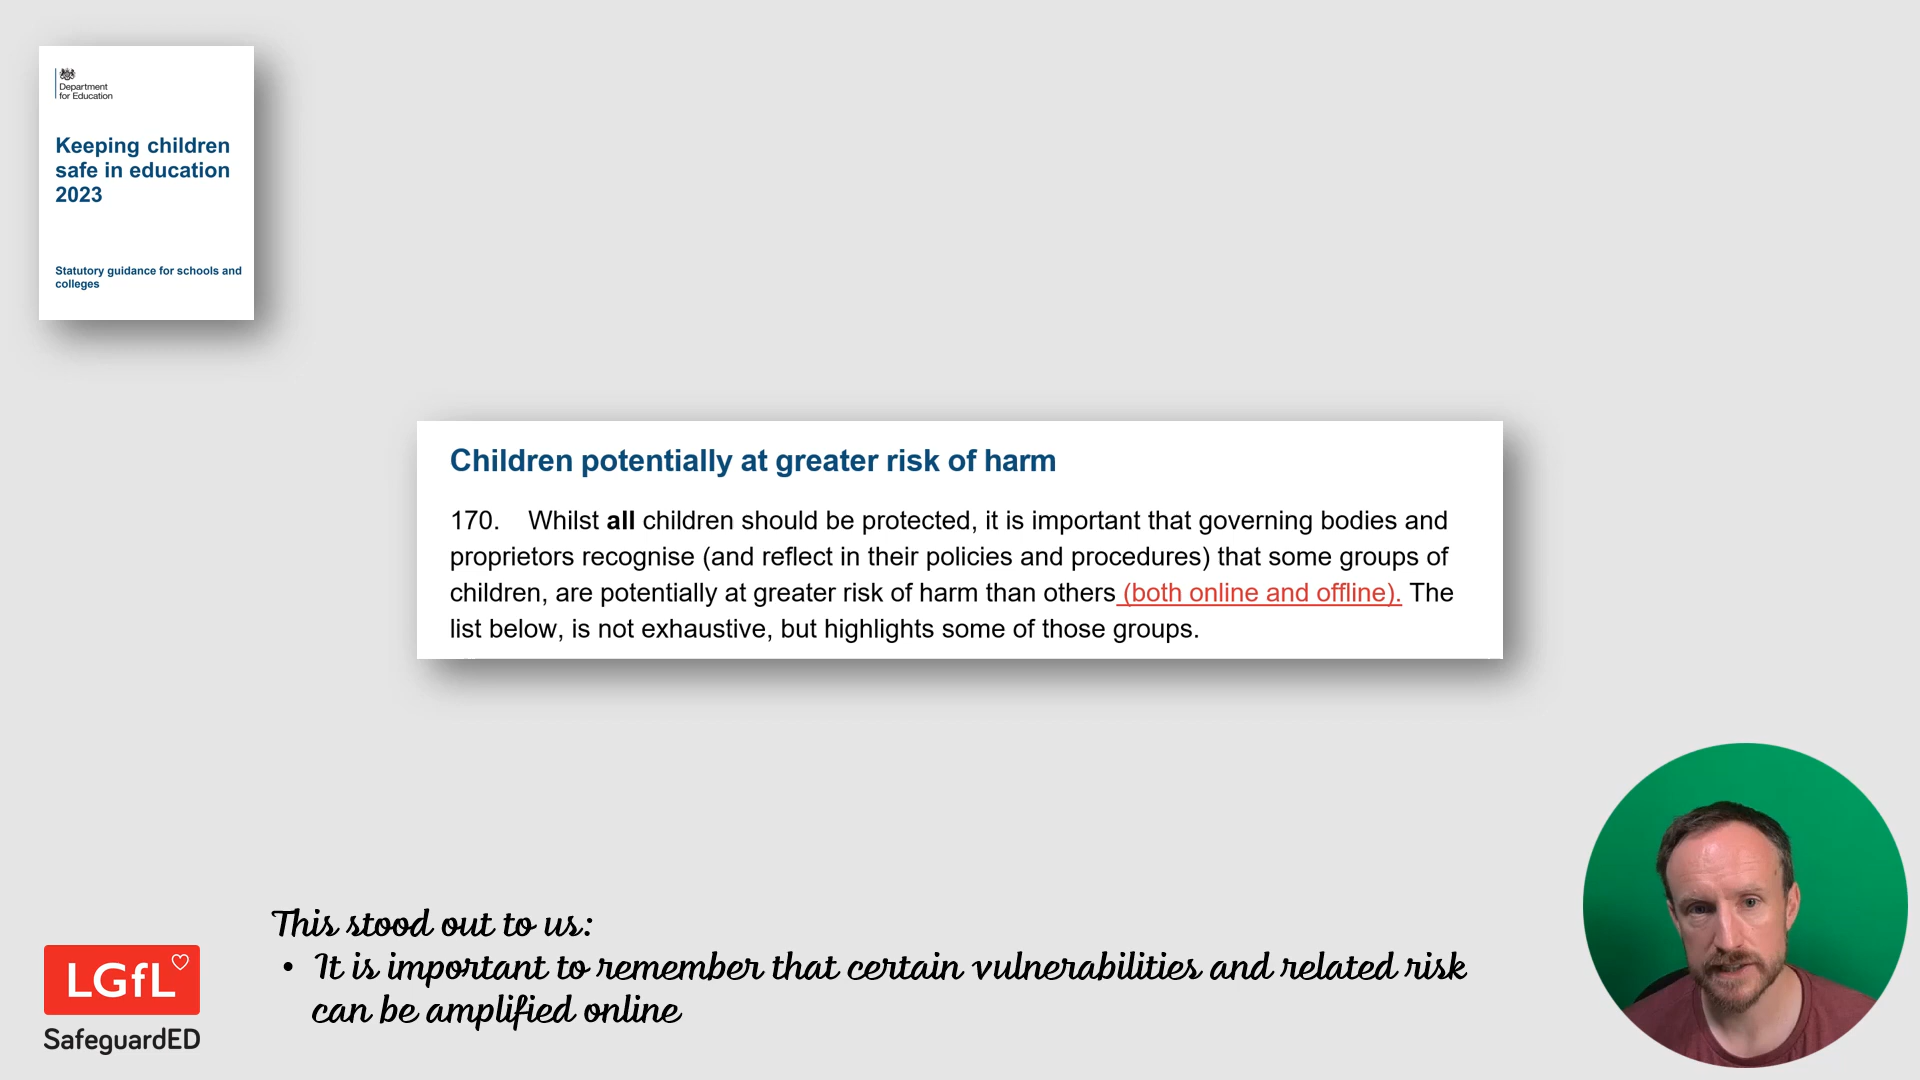 Department
for Education
Keeping children
safe in education
2023
Statutory guidance for schools and
colleges
Children potentially at greater risk of harm
170. Whilst all children should be protected, it is important that governing bodies and
proprietors recognise (and reflect in their policies and procedures) that some groups of
children, are potentially at greater risk of harm than others (both online and offline). The
list below, is not exhaustive, but highlights some of those groups.
This stood out to us:
• It is important to remember that certain vulnerabilities and related risk
can be amplified online
LGfL
SafeguardED